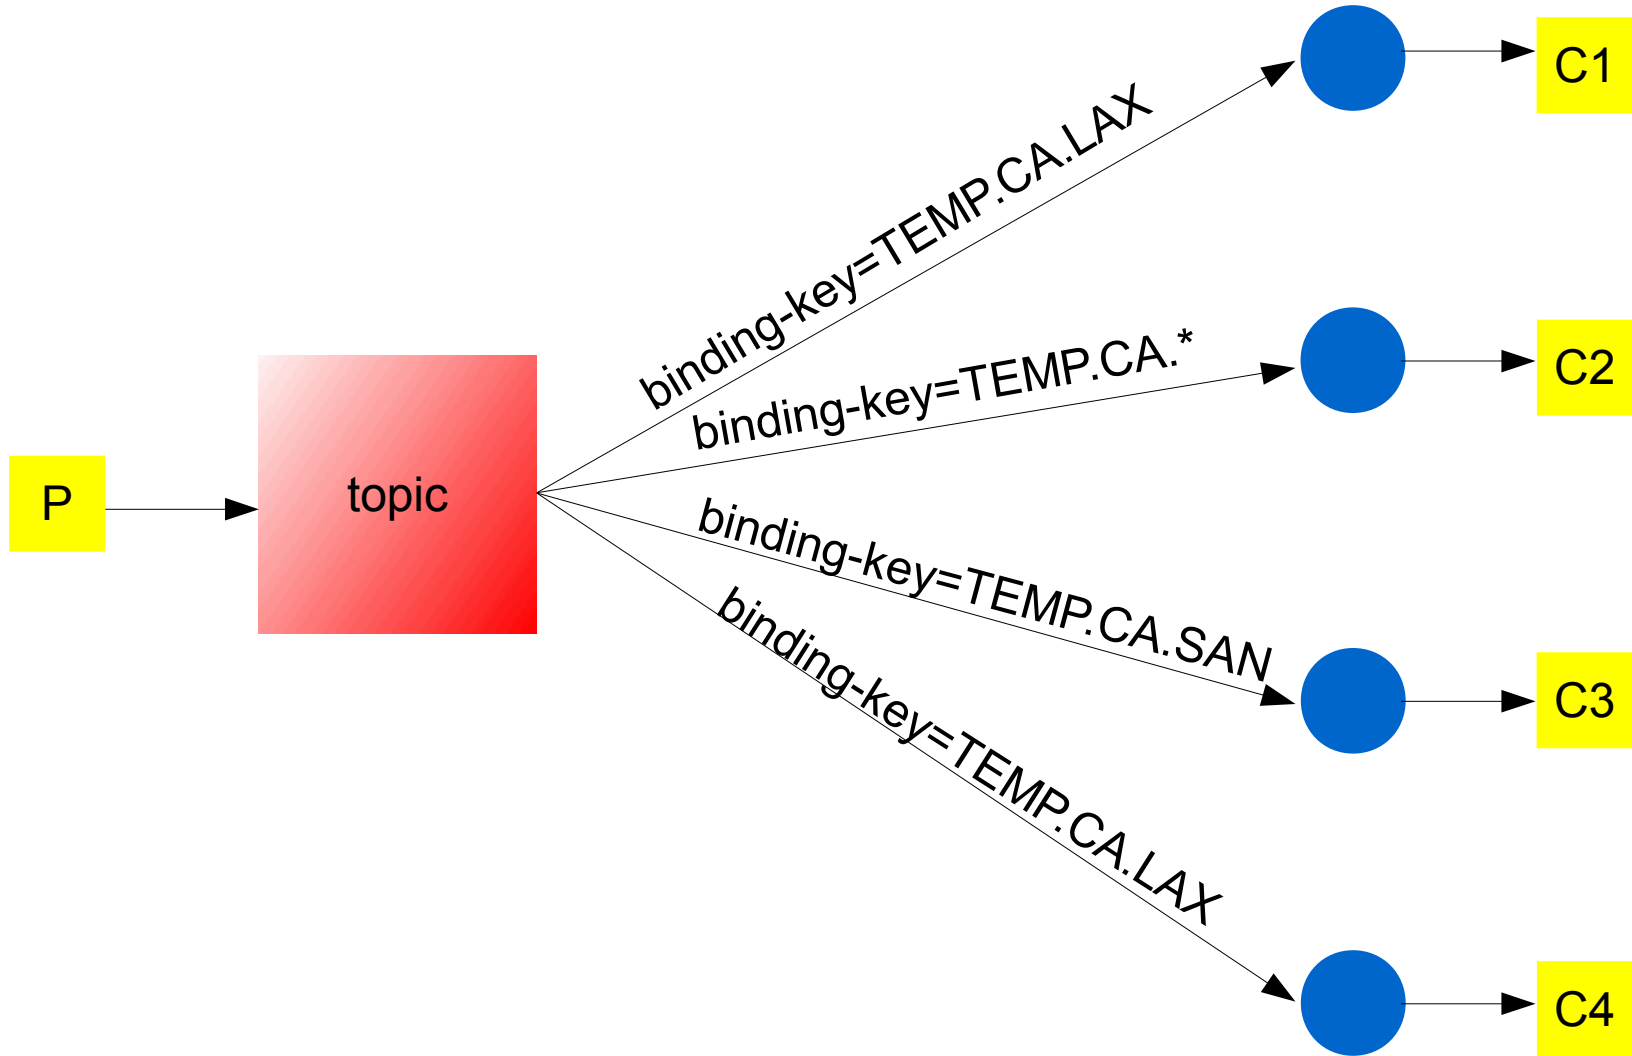 binding-key=TEMP.CA.LAX
C1
binding-key=TEMP.CA.*
C2
P
topic
binding-key=TEMP.CA.SAN
C3
binding-key=TEMP.CA.LAX
C4